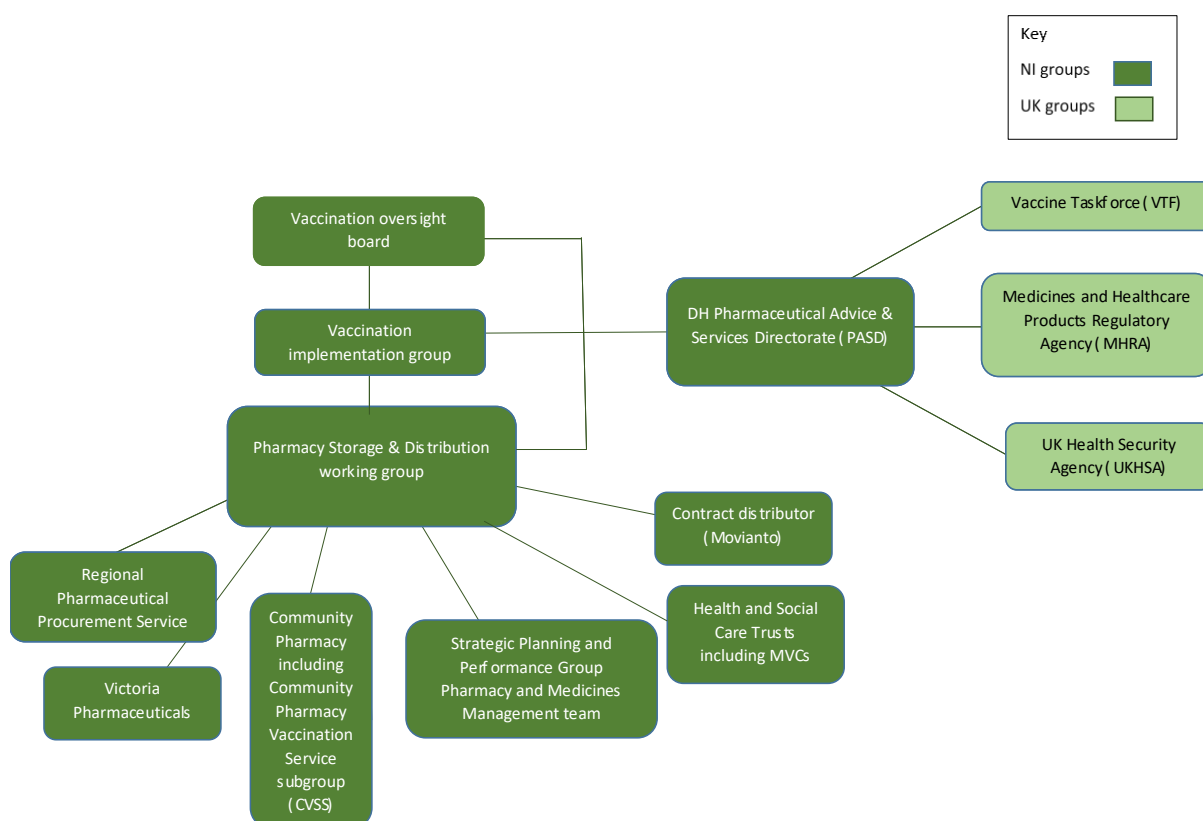 Key
NI groups
UK groups
Vaccination oversight
board
Vaccine Taskforce (VTF)
DH Pharmaceutical Advice &
Services Directorate (PASD)
Medicines and Healthcare
Products Regulatory
Agency (MHRA)
Vaccination
implementation group
Pharmacy Storage & Distribution
working group
UK Health Security
Agency (UKHSA)
Contract distributor
(Movianto)
Regional
Pharmaceutical
Procurement Service
Victoria
Pharmaceuticals
Community
Pharmacy
including
Community
Pharmacy
Vaccination
Service
subgroup
(CVSS)
Strategic Planning and
Performance Group
Pharmacy and Medicines
Management team
Health and Social
Care Trusts
including MVCs